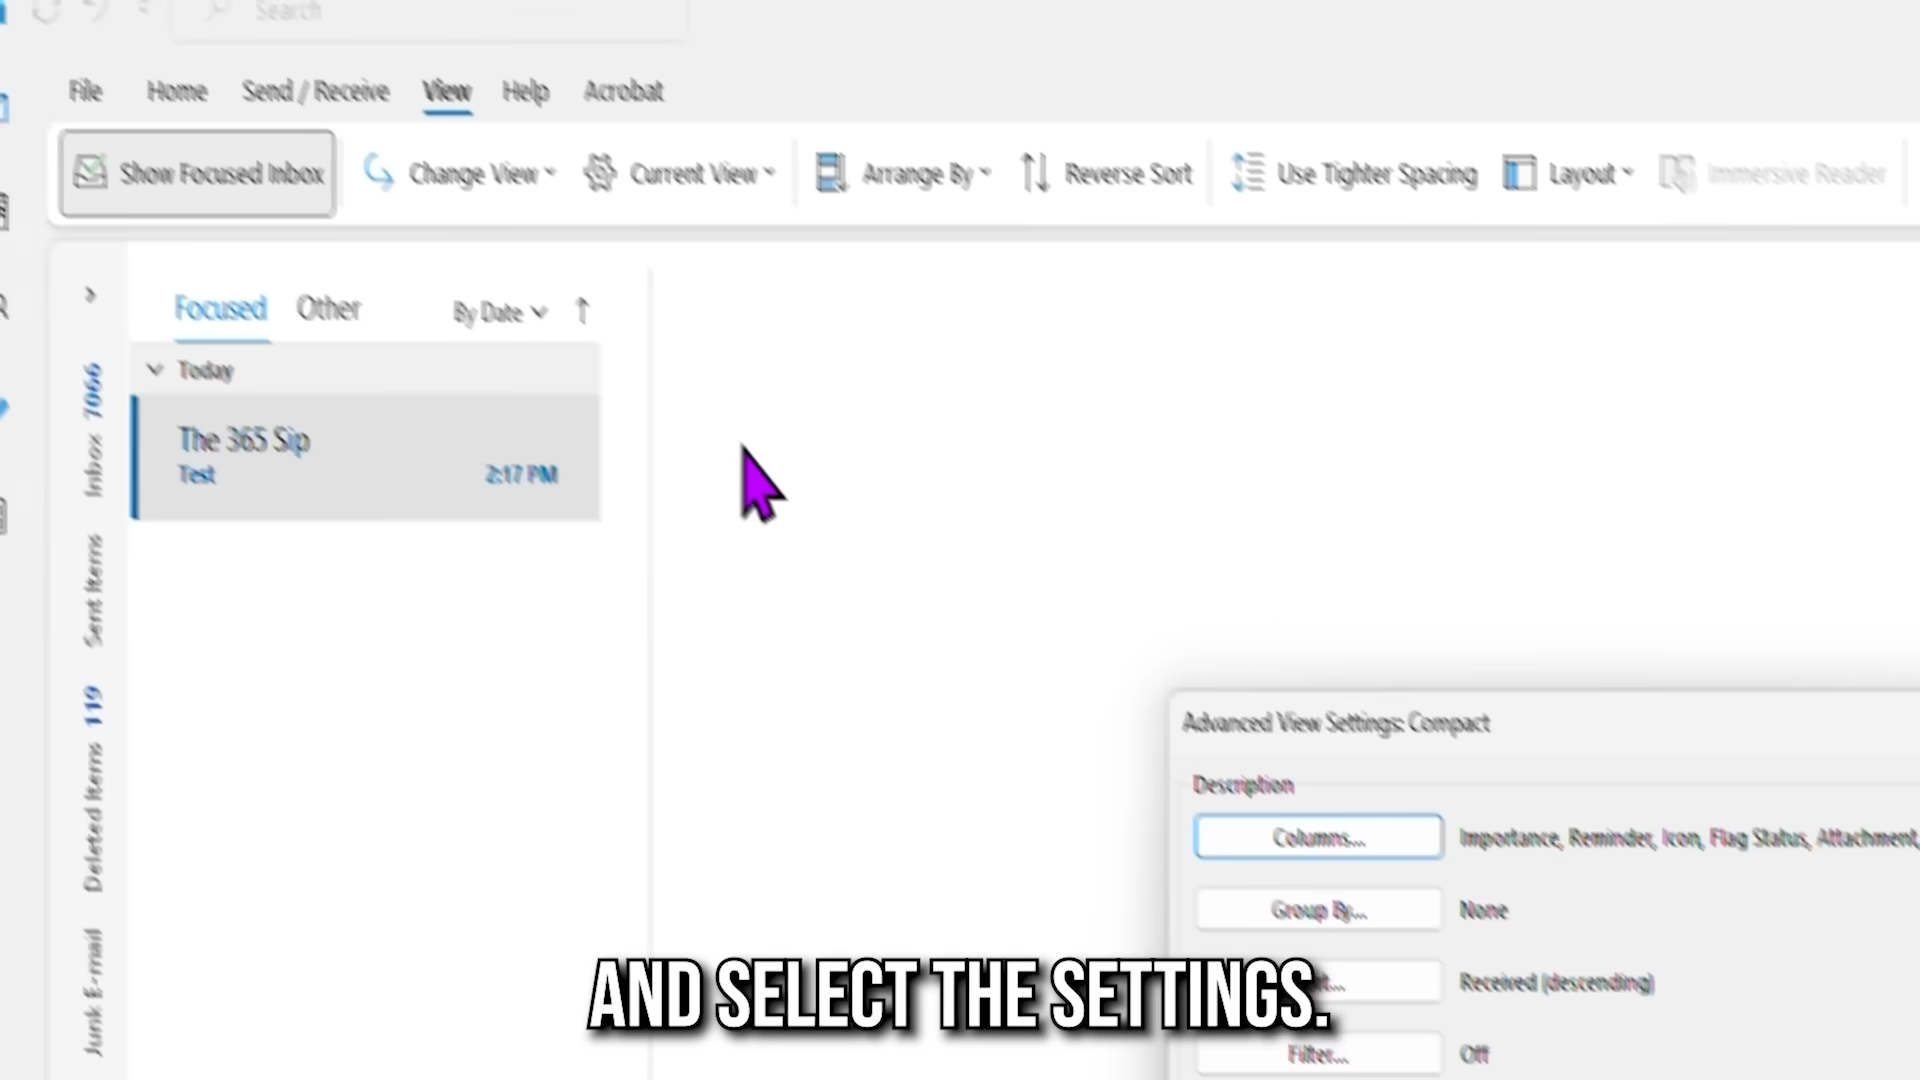 Search
File Home Send / Receive View Help Acrobat
Show Focused Inbox Change View Current View Arrange By Reverse Sort Use Tighter Spacing Layout Immersive Reader
Focused Other By Date
Today
The 365 Sip
Test 2:17 PM
Inbox 7066
Sent Items
Deleted Items 119
Junk E-mail
Advanced View Settings: Compact
Description
Columns... Importance, Reminder, Icon, Flag Status, Attachment,
Group By... None
Received (descending)
Filter... Off
AND SELECT THE SETTINGS.